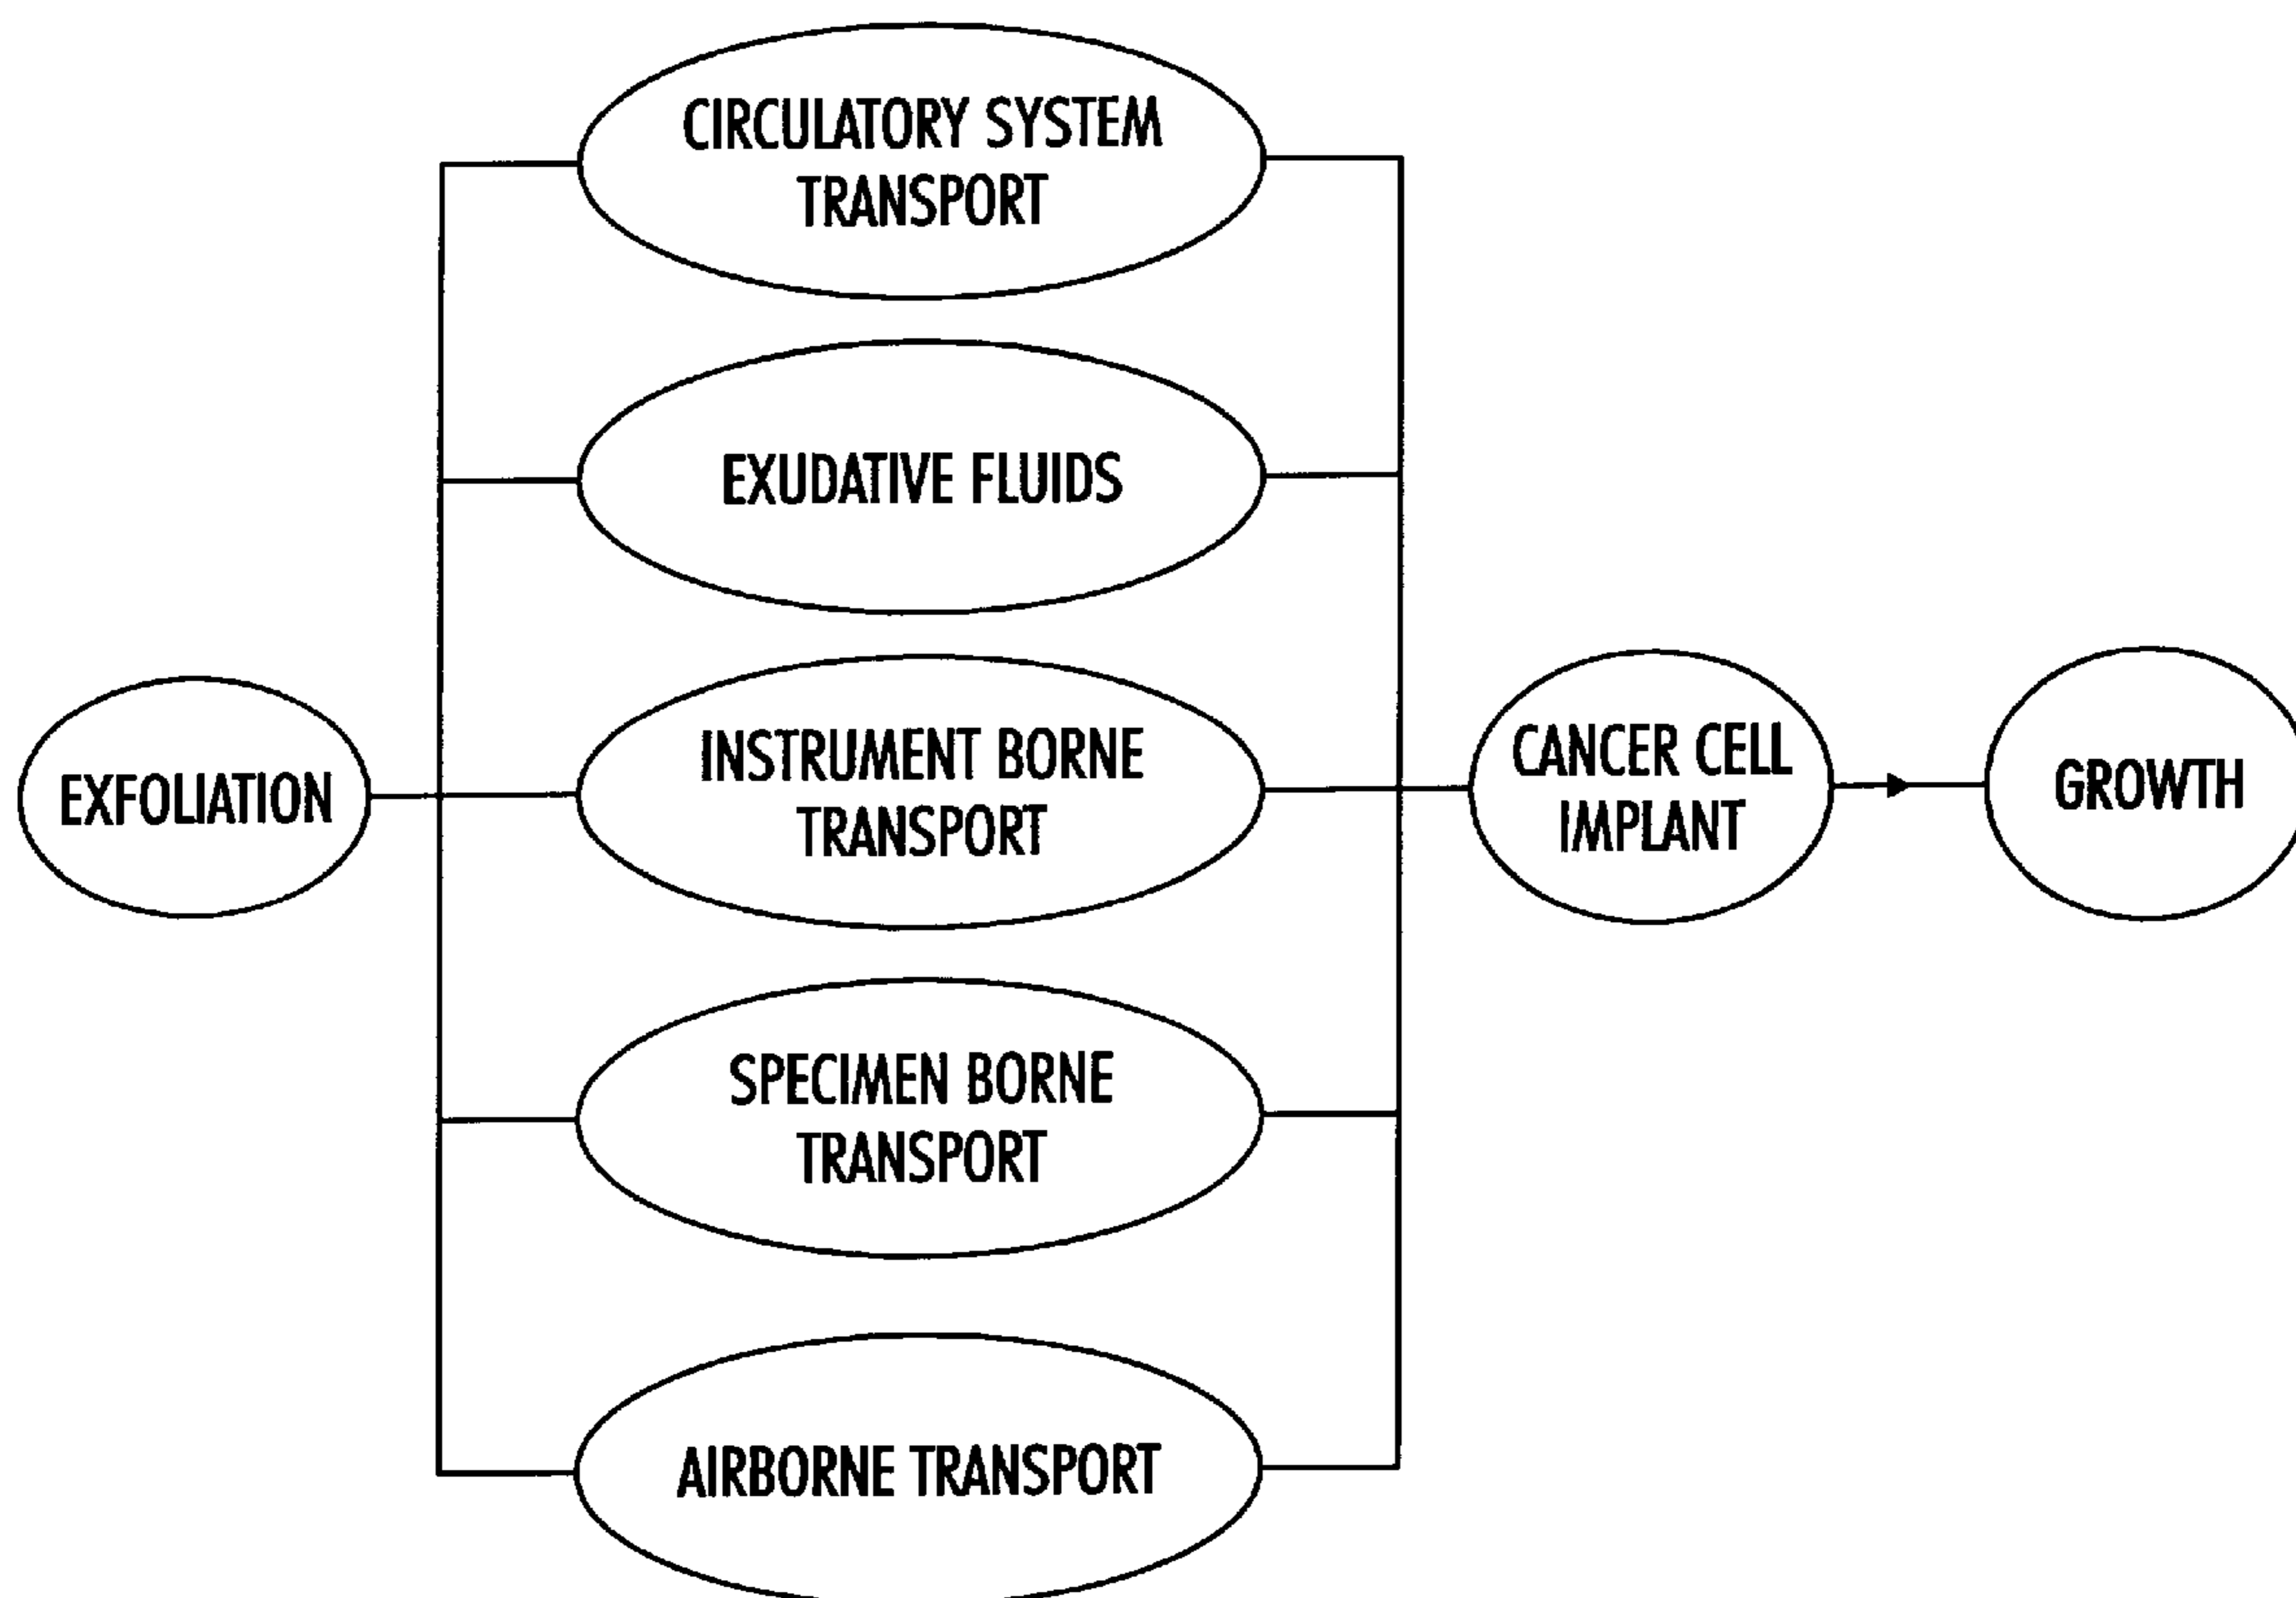 CIRCULATORY SYSTEM
TRANSPORT
EXUDATIVE FLUIDS
EXFOLIATION
INSTRUMENT BORNE
TRANSPORT
CANCER CELL
IMPLANT
GROWTH
SPECIMEN BORNE
TRANSPORT
AIRBORNE TRANSPORT